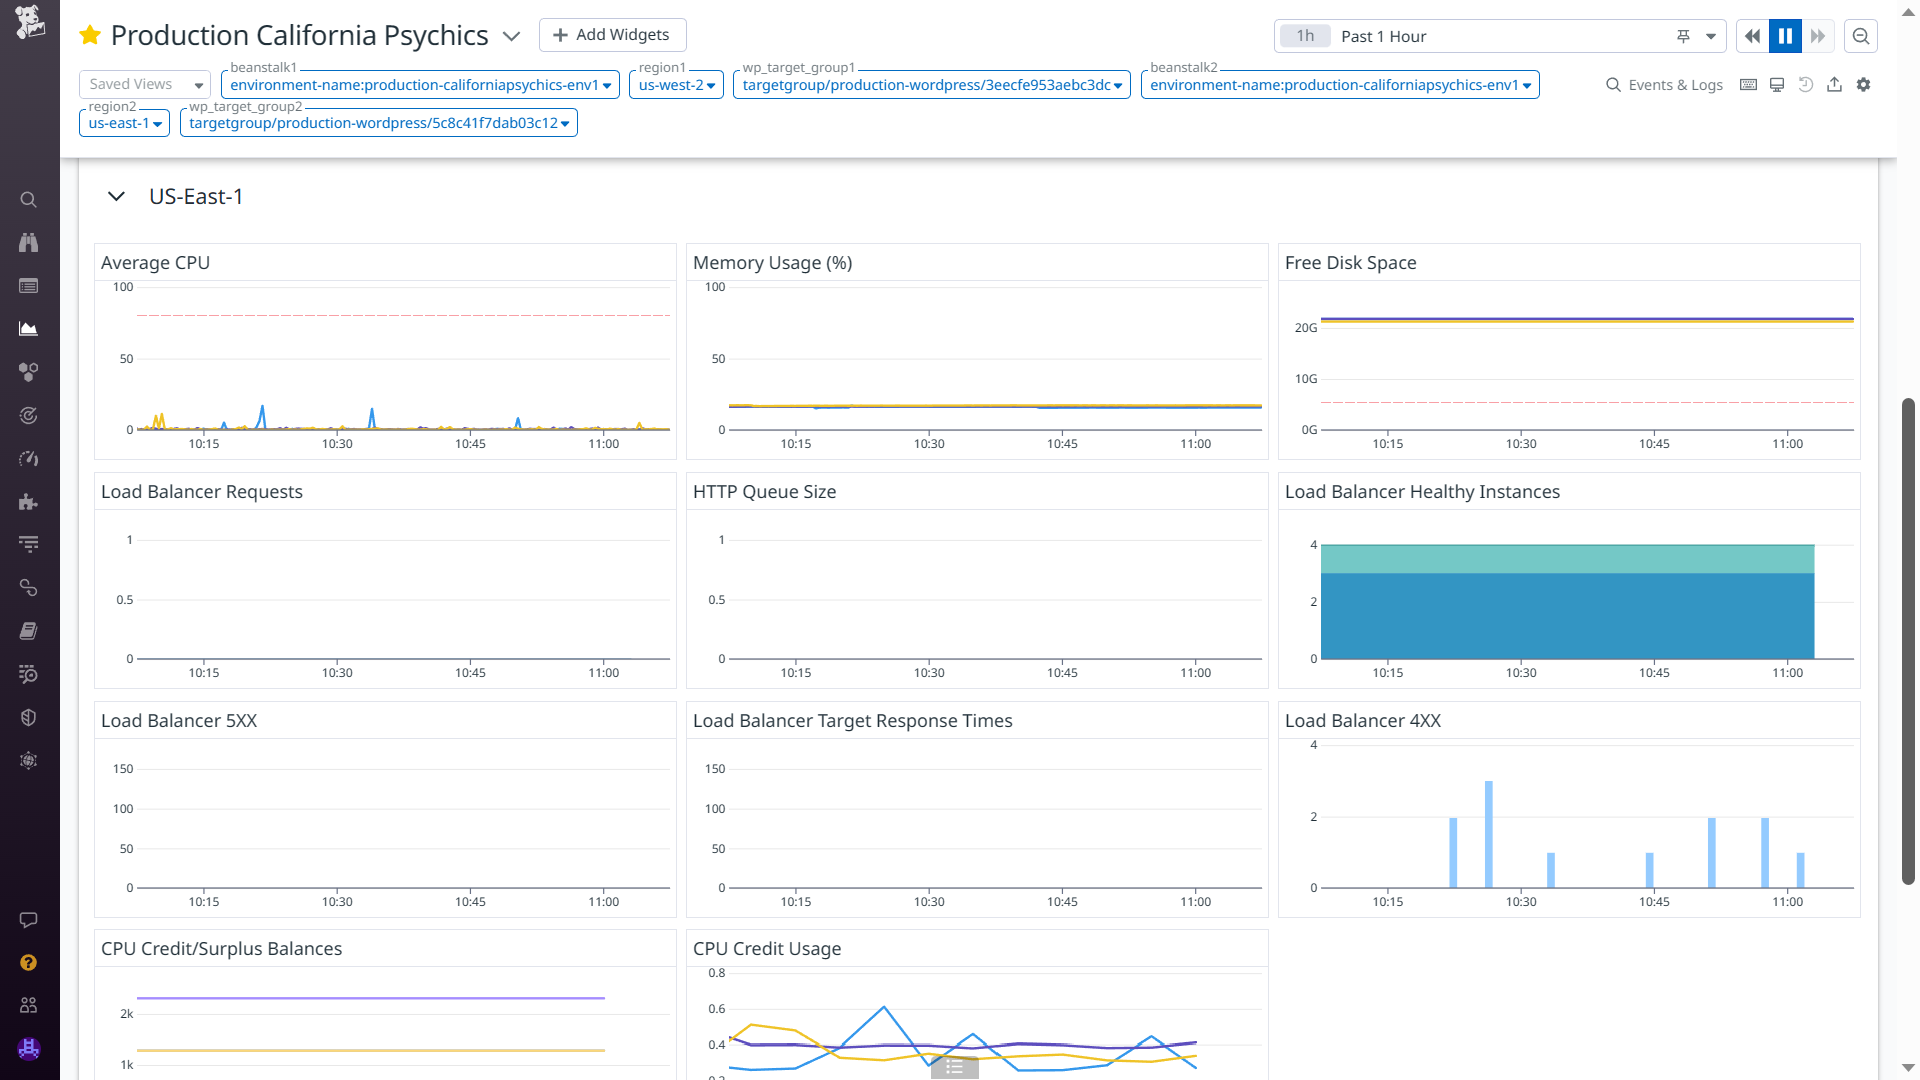 Production California Psychics
Add Widgets
1h Past 1 Hour
Saved Views
beanstalk1
environment-name:production-californiapsychics-env1
region1
us-west-2
wp_target_group1
targetgroup/production-wordpress/3eecfe953aebc3dc
beanstalk2
environment-name:production-californiapsychics-env1
Events & Logs
region2
us-east-1
wp_target_group2
targetgroup/production-wordpress/5c8c41f7dab03c12
US-East-1
Average CPU
100
50
0
10:15 10:30 10:45 11:00
Memory Usage (%)
100
50
0
10:15 10:30 10:45 11:00
Free Disk Space
20G
10G
0G
10:15 10:30 10:45 11:00
Load Balancer Requests
1
0.5
0
10:15 10:30 10:45 11:00
HTTP Queue Size
1
0.5
0
10:15 10:30 10:45 11:00
Load Balancer Healthy Instances
4
2
0
10:15 10:30 10:45 11:00
Load Balancer 5XX
150
100
50
0
10:15 10:30 10:45 11:00
Load Balancer Target Response Times
150
100
50
0
10:15 10:30 10:45 11:00
Load Balancer 4XX
4
2
0
10:15 10:30 10:45 11:00
CPU Credit/Surplus Balances
2k
1k
CPU Credit Usage
0.8
0.6
0.4